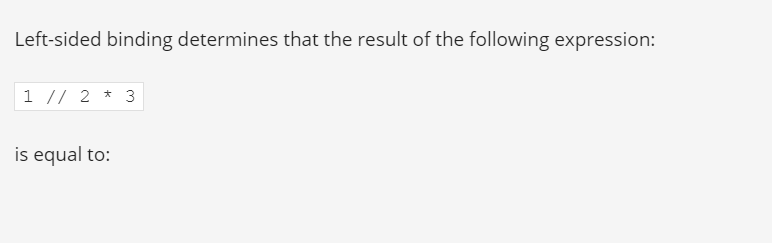 Left-sided binding determines that the result of the following expression:
1 // 2 * 3
is equal to: